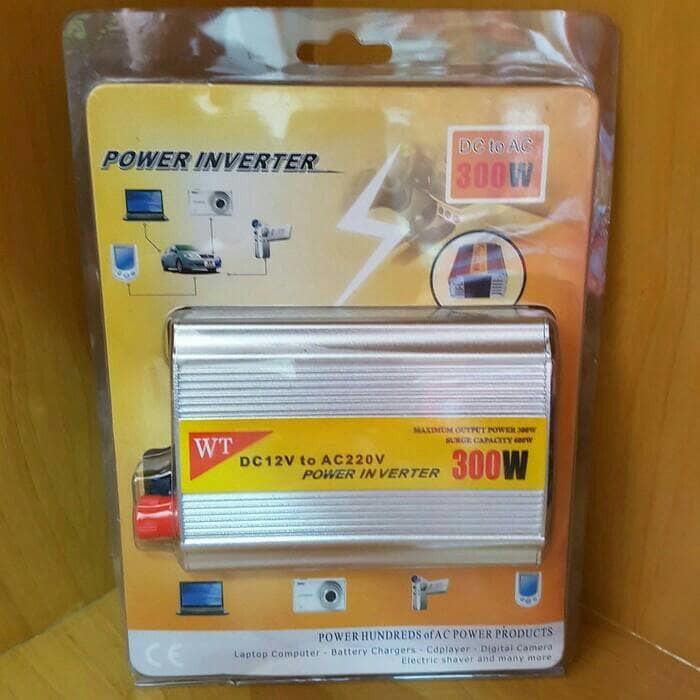 POWER INVERTER
DC to AC
300W
WT
MAXIMUM OUTPUT POWER 300W
SURGE CAPACITY 600W
DC12V to AC220V
POWER INVERTER
300W
POWER HUNDREDS of AC POWER PRODUCTS
Laptop Computer - Battery Chargers - Cdplayer - Digital Camera
Electric shaver and many more
CE